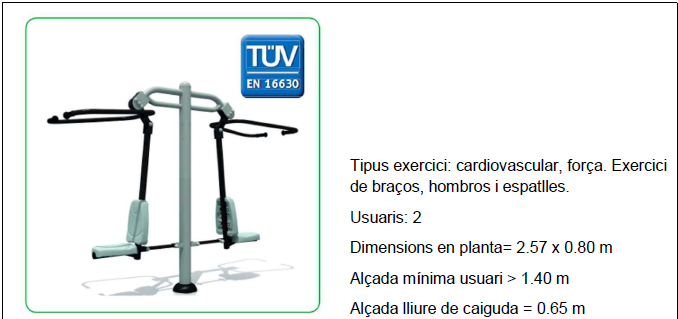 TÜV
EN 16630
Tipus exercici: cardiovascular, força. Exercici
de braços, hombros i espatlles.
Usuaris: 2
Dimensions en planta= 2.57 x 0.80 m
Alçada mínima usuari > 1.40 m
Alçada lliure de caiguda = 0.65 m